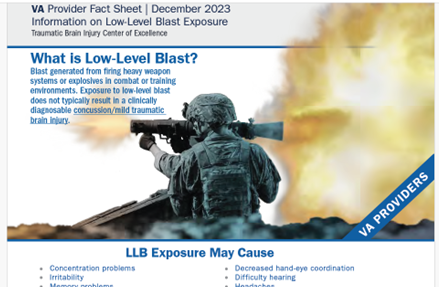 VA Provider Fact Sheet | December 2023
Information on Low-Level Blast Exposure
Traumatic Brain Injury Center of Excellence
What is Low-Level Blast?
Blast generated from firing heavy weapon
systems or explosives in combat or training
environments. Exposure to low-level blast
does not typically result in a clinically
diagnosable concussion/mild traumatic
brain injury.
VA PROVIDERS
LLB Exposure May Cause
• Concentration problems
• Irritability
• Memory problems
• Decreased hand-eye coordination
• Difficulty hearing
• Headaches